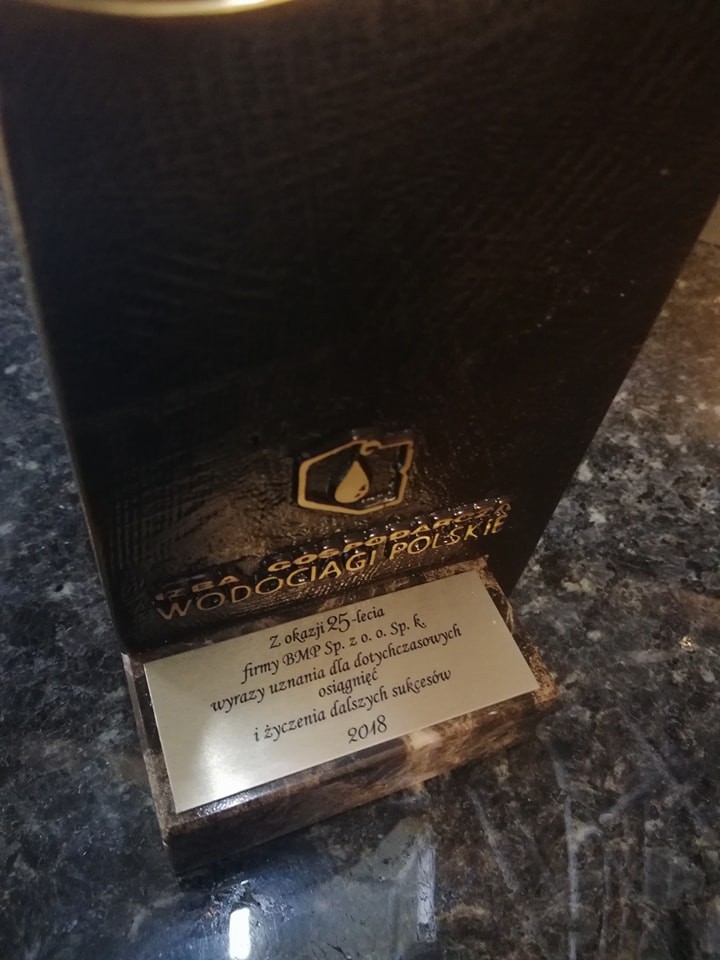 IZBA GOSPODARCZA
WODOCIĄGI POLSKIE
Z okazji 25-lecia
firmy BMP Sp. z o. o. Sp. k.
wyrazy uznania dla dotychczasowych
osiągnięć
i życzenia dalszych sukcesów
2018